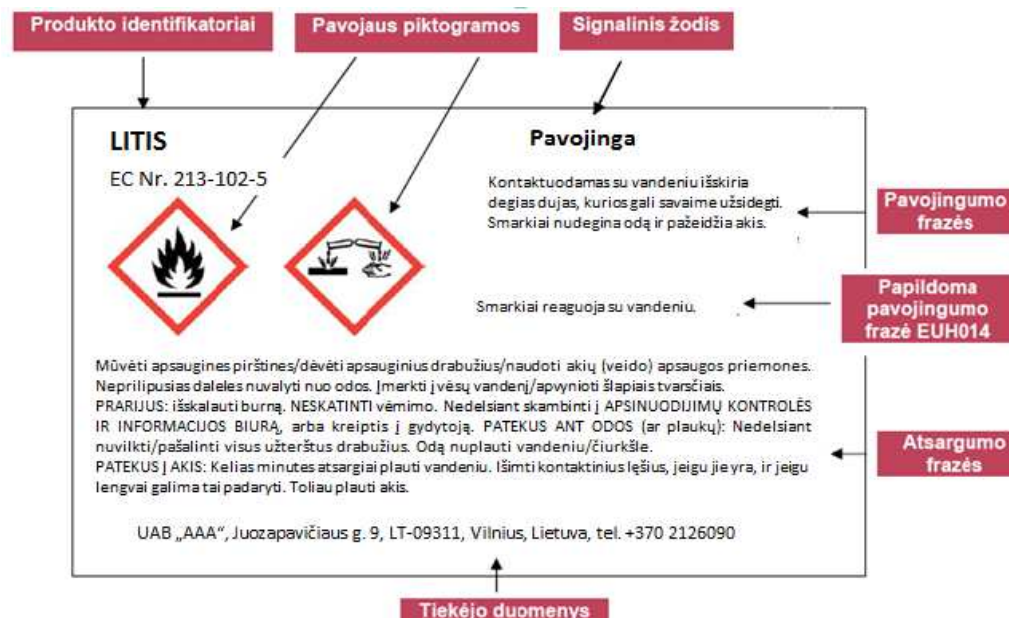 Produkto identifikatoriai
Pavojaus piktogramos
Signalinis žodis
LITIS
EC Nr. 213-102-5
Pavojinga
Kontaktuodamas su vandeniu išskiria
degias dujas, kurios gali savaime užsidegti.
Smarkiai nudegina odą ir pažeidžia akis.
Pavojingumo
frazės
Smarkiai reaguoja su vandeniu.
Papildoma
pavojingumo
frazė EUH014
Mūvėti apsaugines pirštines/dėvėti apsauginius drabužius/naudoti akių (veido) apsaugos priemones.
Neprilipusias daleles nuvalyti nuo odos. Įmerkti į vėsų vandenį/apvynioti šlapiais tvarsčiais.
PRARIJUS: išskalauti burną. NESKATINTI vėmimo. Nedelsiant skambinti į APSINUODIJIMŲ KONTROLĖS
IR INFORMACIJOS BIURĄ, arba kreiptis į gydytoją. PATEKUS ANT ODOS (ar plaukų): Nedelsiant
nuvilkti/pašalinti visus užterštus drabužius. Odą nuplauti vandeniu/čiurkšle.
PATEKUS Į AKIS: Kelias minutes atsargiai plauti vandeniu. Išimti kontaktinius lęšius, jeigu jie yra, ir jeigu
lengvai galima tai padaryti. Toliau plauti akis.
Atsargumo
frazės
UAB „AAA“, Juozapavičiaus g. 9, LT-09311, Vilnius, Lietuva, tel. +370 2126090
Tiekėjo duomenys